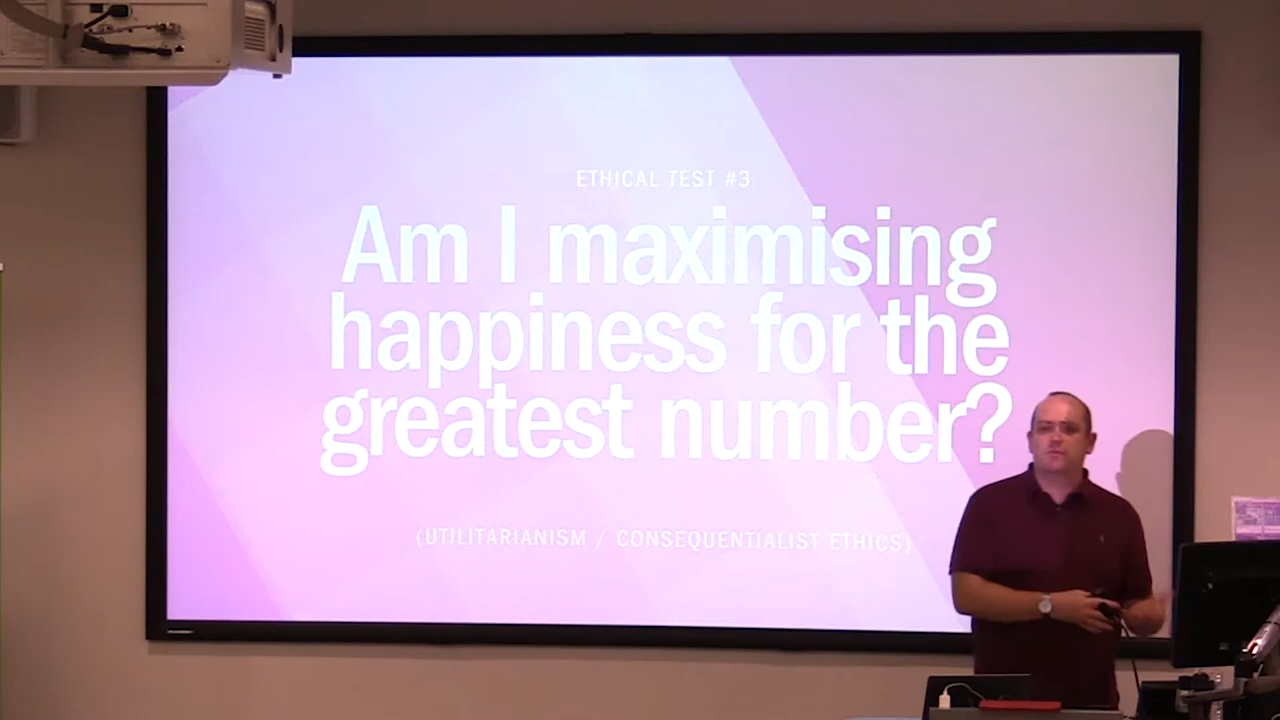 ETHICAL TEST #3
Am I maximising
happiness for the
greatest number?
(UTILITARIANISM / CONSEQUENTIALIST ETHICS)